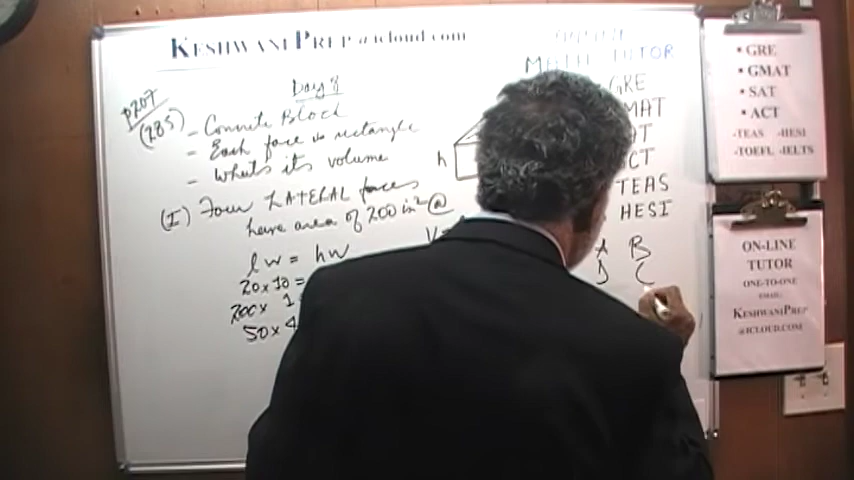 KESHWANIPREP@icloud.com
Day 8
p207
(285)
- Concrete Block
- Each face is rectangle
- What's its volume
(I) Four LATERAL faces
have area of 200 in² @
lw = hw
20 x 10 =
200 x 1
50 x 4
h
V=
ONLINE
MATH TUTOR
GRE
MAT
T
CT
TEAS
HESI
A B
D C
• GRE
• GMAT
• SAT
• ACT
-TEAS -HESI
-TOEFL -IELTS
ON-LINE
TUTOR
ONE-TO-ONE
EMAIL:
KESHWANIPREP
@ICLOUD.COM